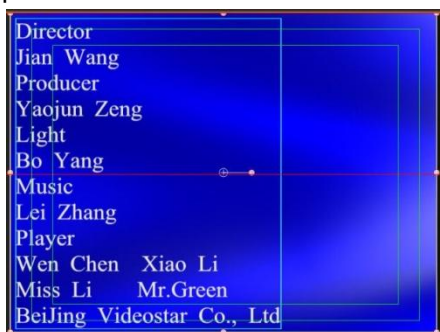 Director
Jian Wang
Producer
Yaojun Zeng
Light
Bo Yang
Music
Lei Zhang
Player
Wen Chen Xiao Li
Miss Li Mr.Green
BeiJing Videostar Co., Ltd